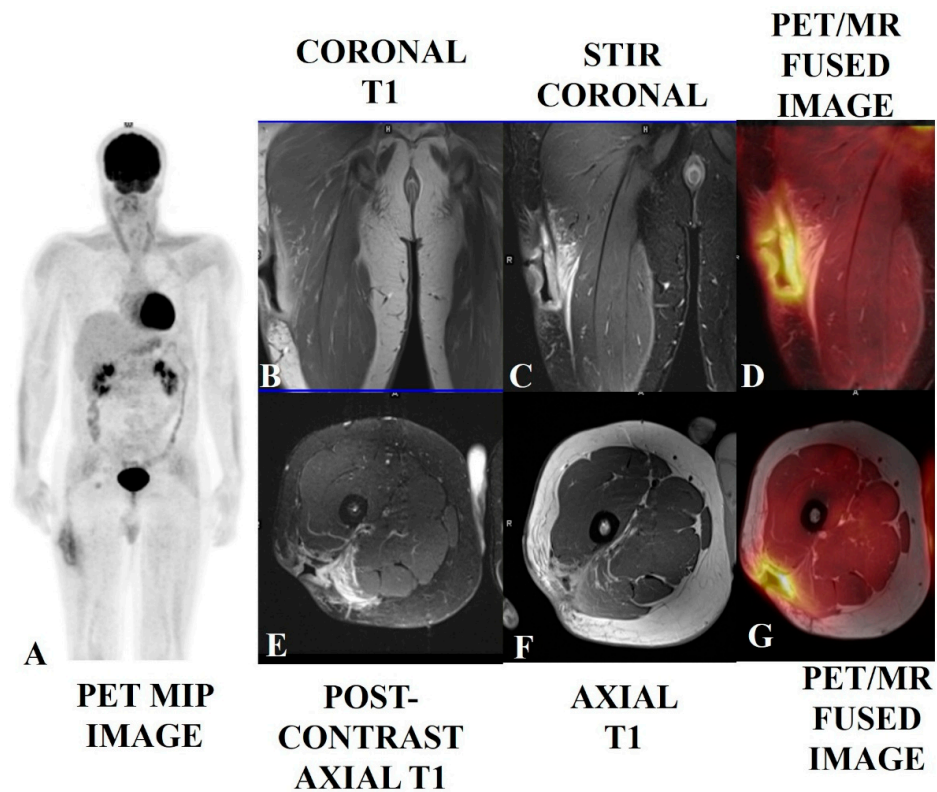 CORONAL
T1
STIR
CORONAL
PET/MR
FUSED
IMAGE
H
H
R
B
C
D
A
A
A
R
A
E
F
G
PET MIP
IMAGE
POST-
CONTRAST
AXIAL T1
AXIAL
T1
PET/MR
FUSED
IMAGE